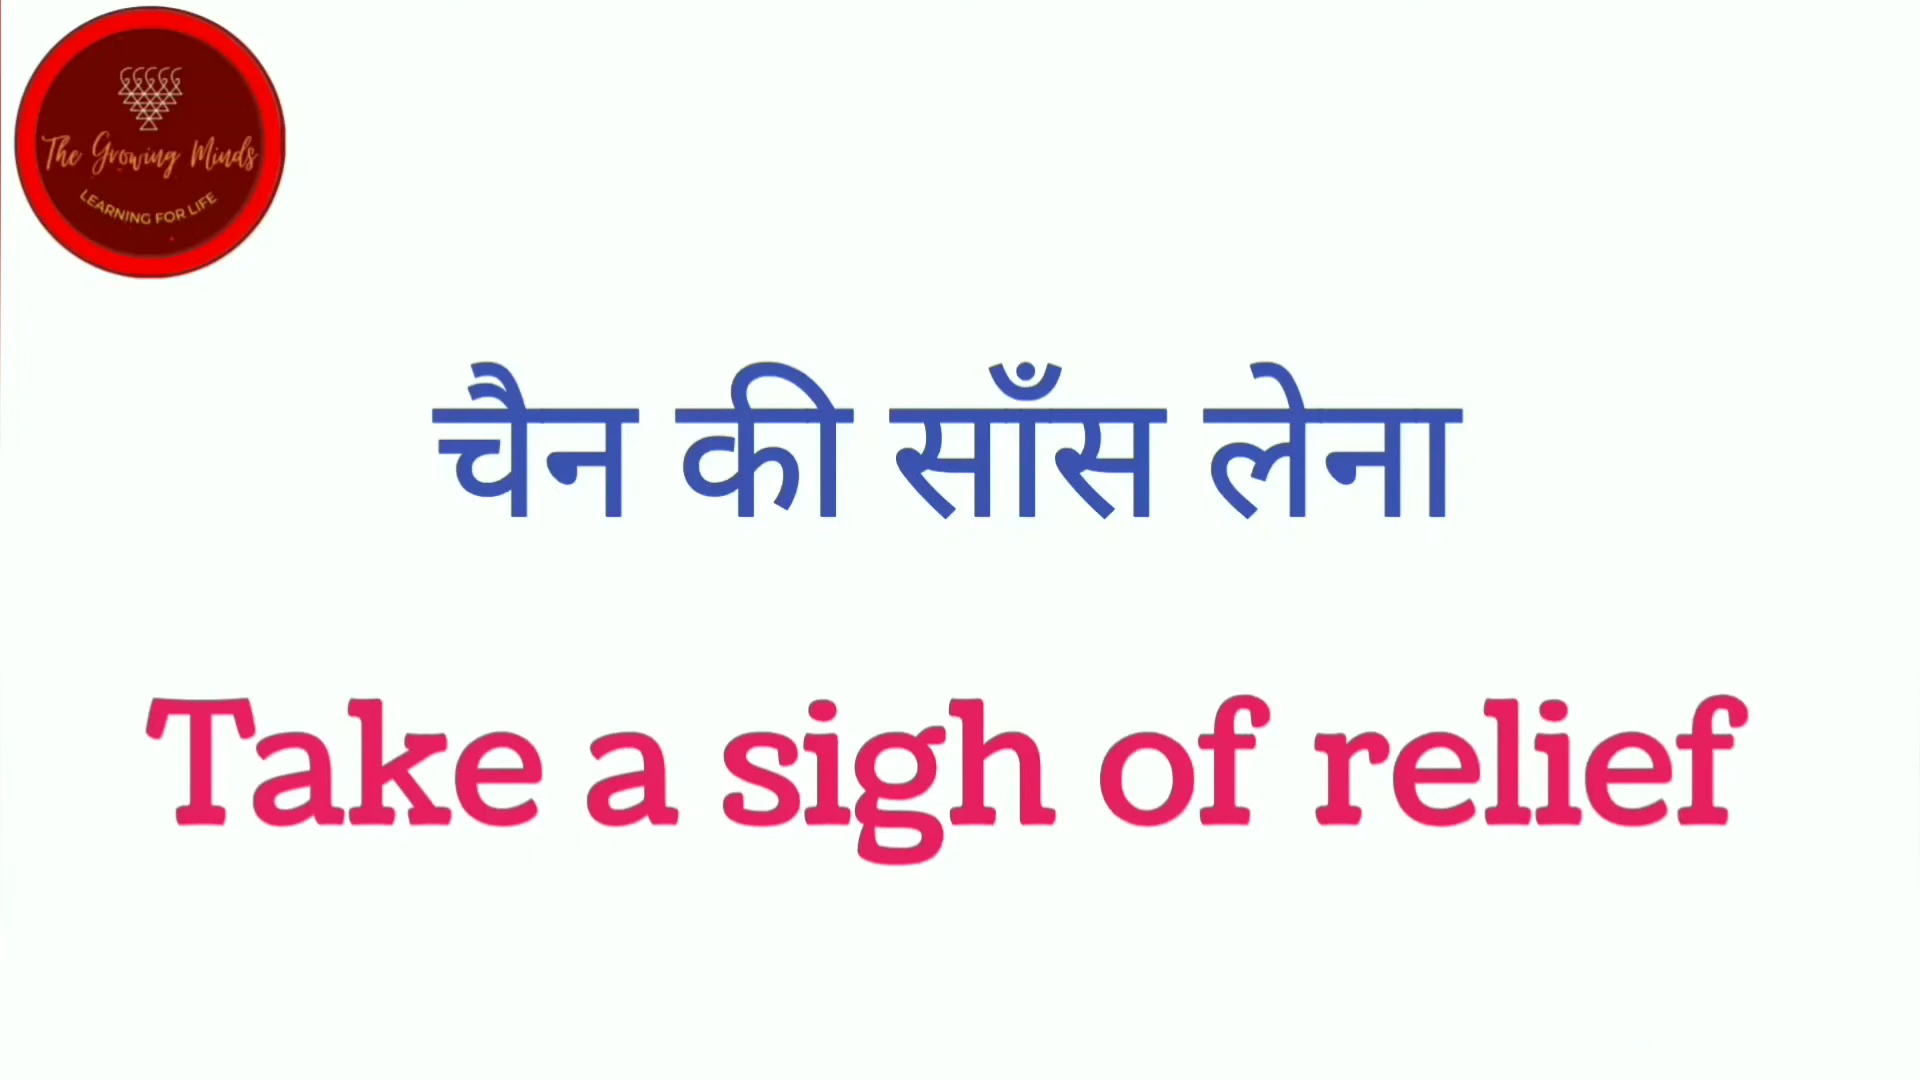 The Growing Minds
LEARNING FOR LIFE
चैन की साँस लेना
Take a sigh of relief